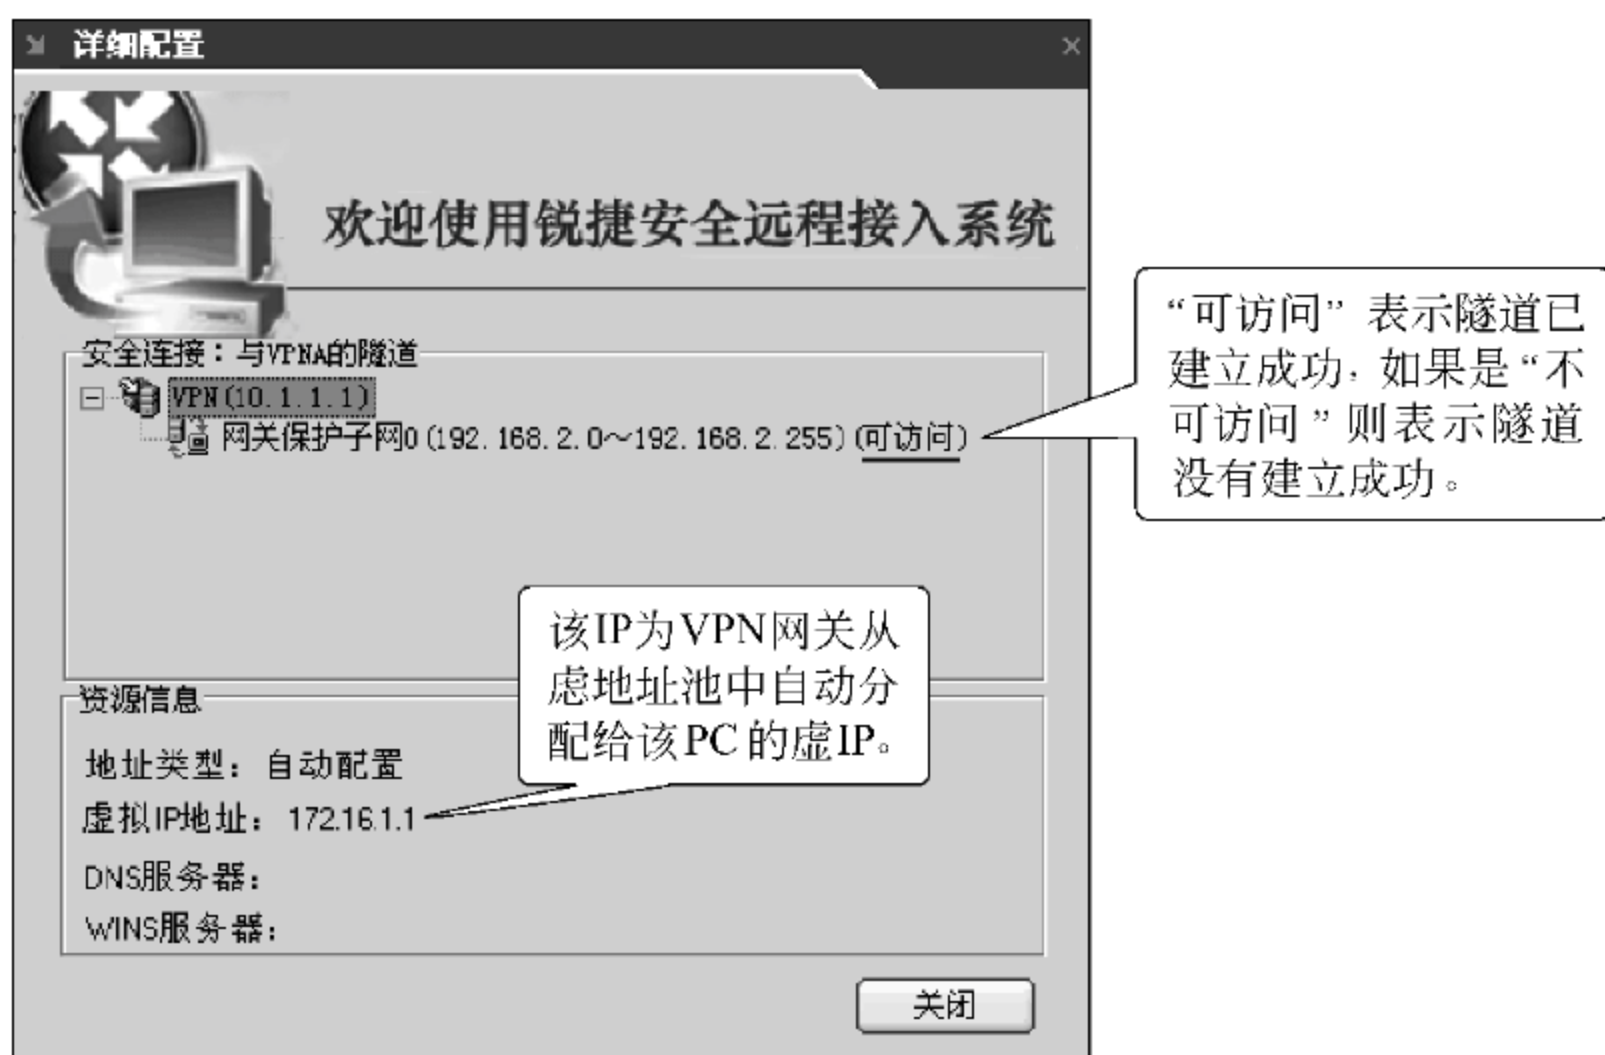 详细配置
欢迎使用锐捷安全远程接入系统
安全连接：与VPNA的隧道
VPN(10.1.1.1)
网关保护子网0(192.168.2.0～192.168.2.255)(可访问)
“可访问”表示隧道已
建立成功，如果是“不
可访问”则表示隧道
没有建立成功。
该IP为VPN网关从
虑地址池中自动分
配给该PC的虚IP。
资源信息
地址类型：自动配置
虚拟IP地址：172.16.1.1
DNS服务器：
WINS服务器：
关闭